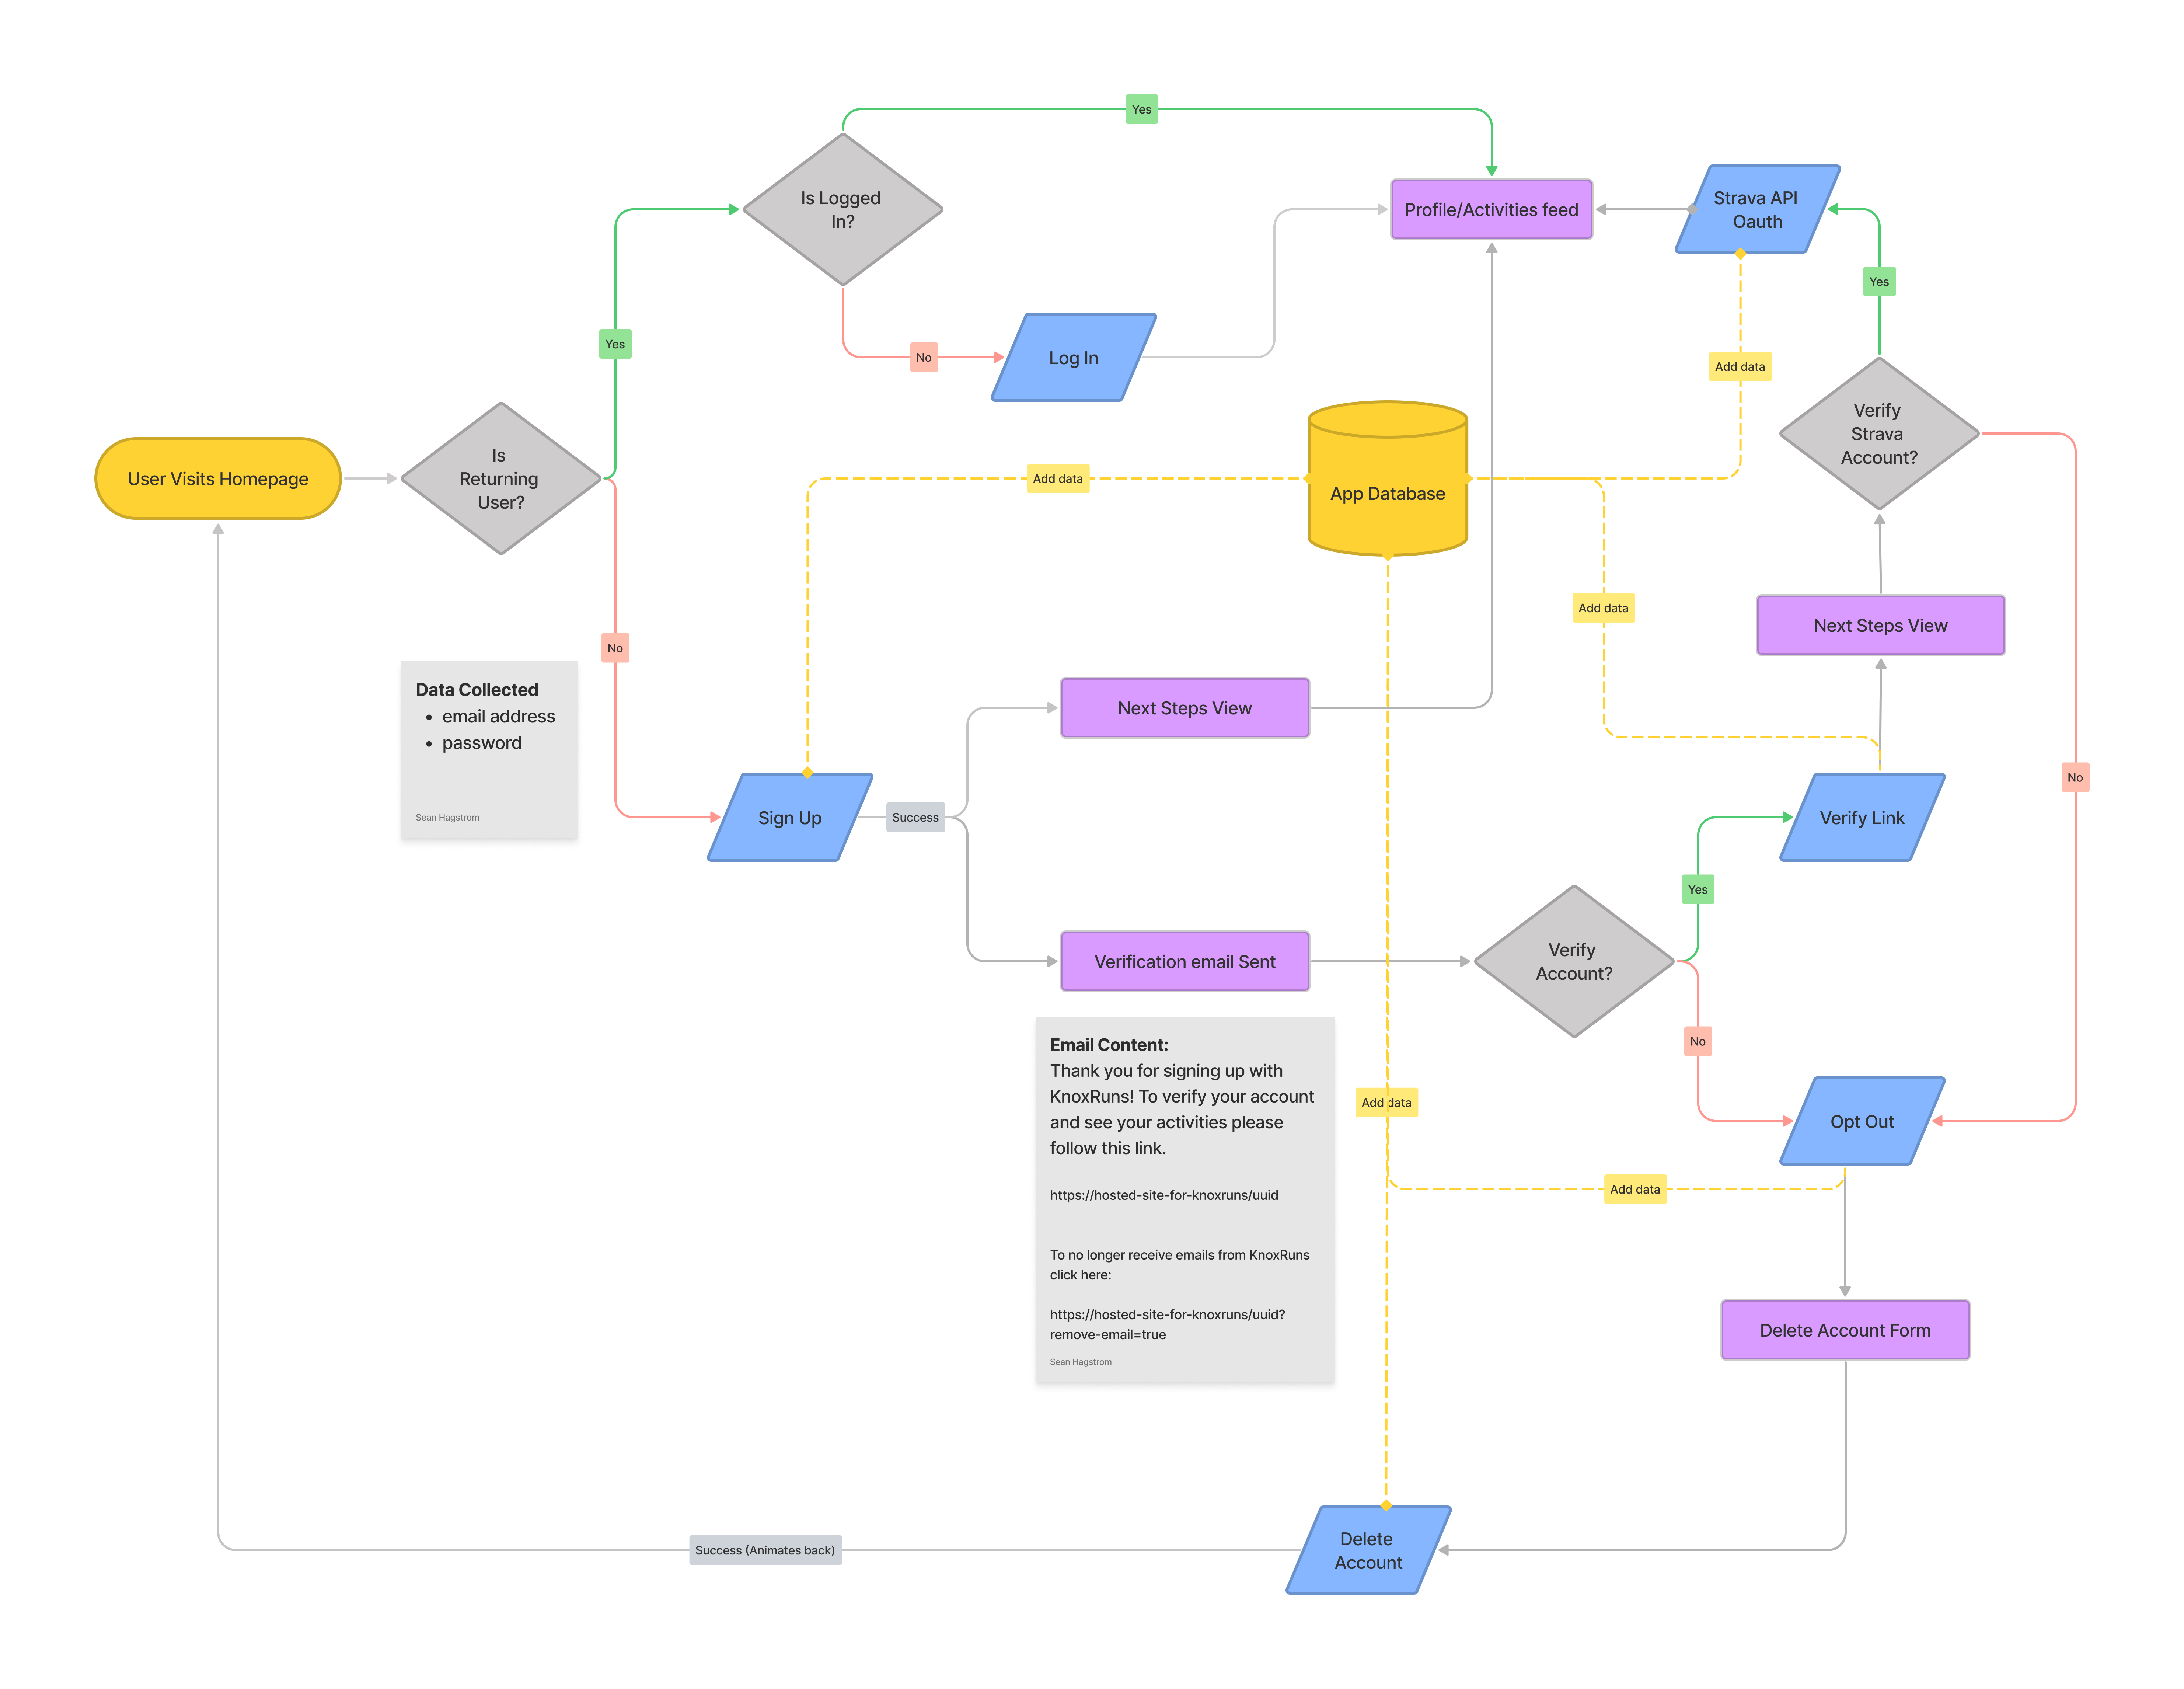 Yes
Is Logged
In?
Profile/Activities feed
Strava API
Oauth
Yes
Yes
No
Log In
Add data
Verify
Strava
Account?
User Visits Homepage
Is
Returning
User?
Add data
App Database
Add data
Next Steps View
No
Data Collected
• email address
• password
Sean Hagstrom
Next Steps View
No
Sign Up
Success
Verify Link
Yes
Verification email Sent
Verify
Account?
No
Email Content:
Thank you for signing up with
KnoxRuns! To verify your account
and see your activities please
follow this link.
https://hosted-site-for-knoxruns/uuid
To no longer receive emails from KnoxRuns
click here:
https://hosted-site-for-knoxruns/uuid?
remove-email=true
Sean Hagstrom
Add data
Opt Out
Add data
Delete Account Form
Success (Animates back)
Delete
Account